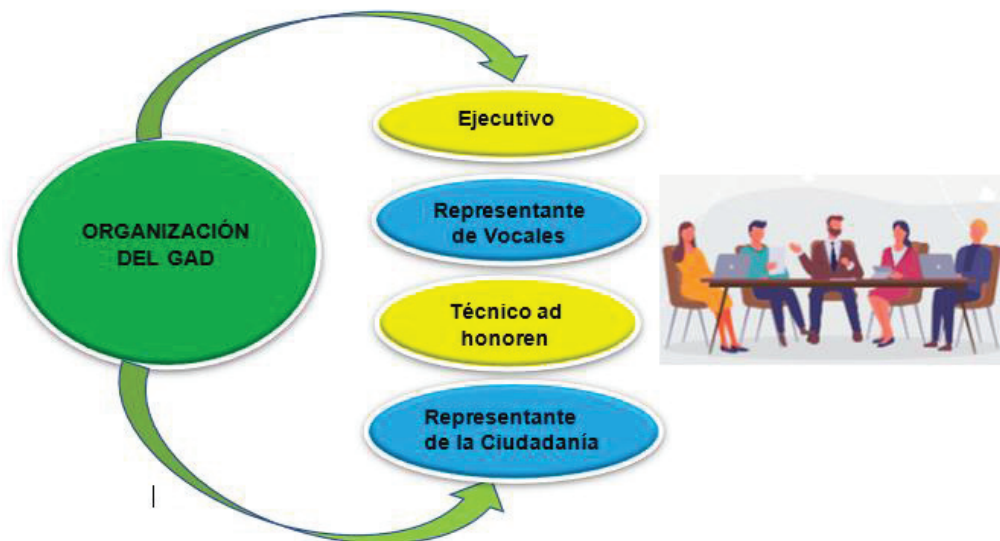 ORGANIZACIÓN
DEL GAD
Ejecutivo
Representante
de Vocales
Técnico ad
honoren
Representante
de la Ciudadanía